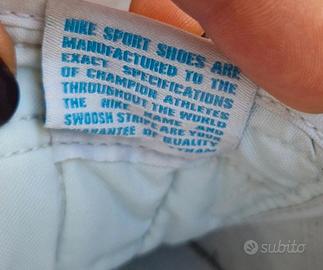 NIKE SPORT SHOES ARE
MANUFACTURED TO THE
EXACT SPECIFICATIONS
OF CHAMPION ATHLETES
THROUGHOUT THE WORLD
THE NIKE NAME AND
SWOOSH STRIP ARE YOUR
GUARANTEE OF QUALITY
subito